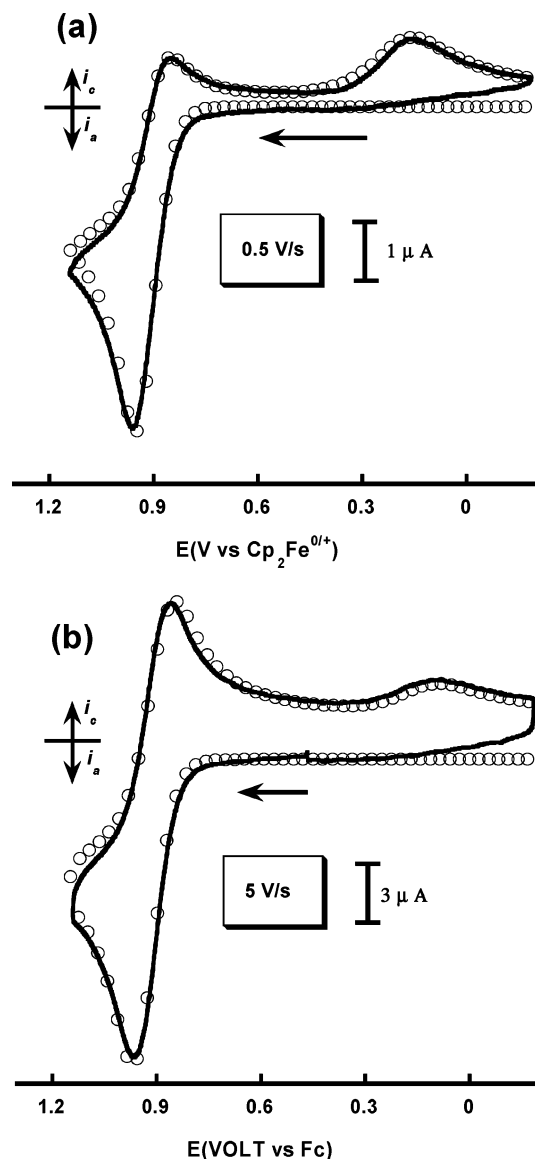 (a)
i_c
i_a
0.5 V/s
1 μ A
1.2 0.9 0.6 0.3 0
E(V vs Cp₂Fe⁰ᐟ⁺)
(b)
i_c
i_a
5 V/s
3 μ A
1.2 0.9 0.6 0.3 0
E(VOLT vs Fc)